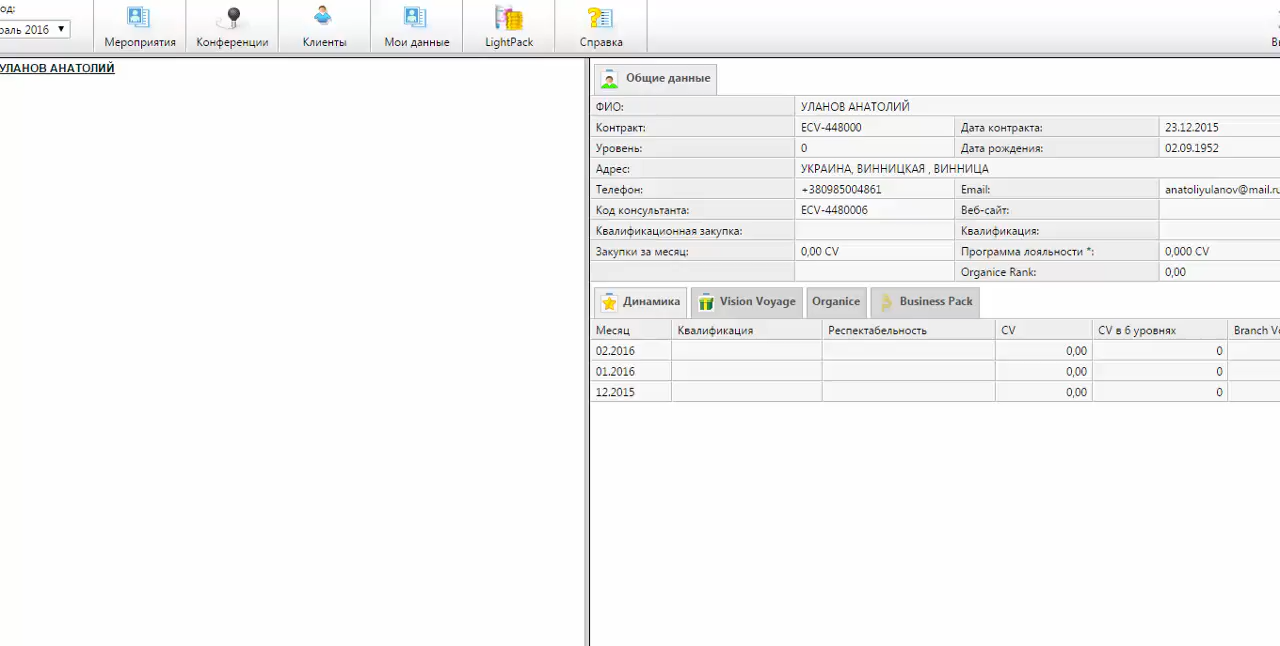 од:
раль 2016
Мероприятия Конференции Клиенты Мои данные LightPack Справка
УЛАНОВ АНАТОЛИЙ
Общие данные
ФИО: УЛАНОВ АНАТОЛИЙ
Контракт: ECV-448000 Дата контракта: 23.12.2015
Уровень: 0 Дата рождения: 02.09.1952
Адрес: УКРАИНА, ВИННИЦКАЯ , ВИННИЦА
Телефон: +380985004861 Email: anatoliyulanov@mail.ru
Код консультанта: ECV-4480006 Веб-сайт:
Квалификационная закупка: Квалификация:
Закупки за месяц: 0,00 CV Программа лояльности *: 0,000 CV
Organice Rank: 0,00
Динамика Vision Voyage Organice Business Pack
Месяц Квалификация Респектабельность CV CV в 6 уровнях Branch
02.2016 0,00 0
01.2016 0,00 0
12.2015 0,00 0